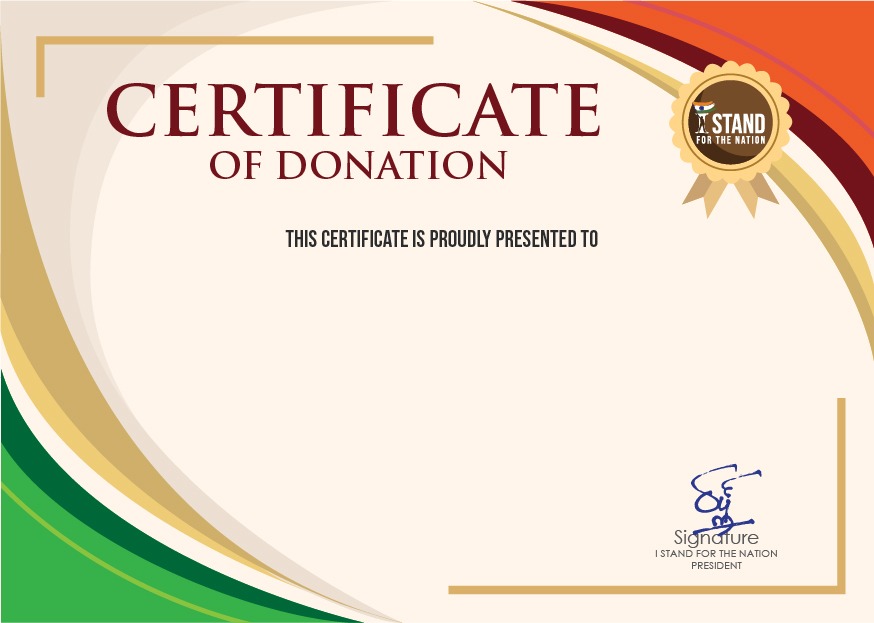 CERTIFICATE
OF DONATION
I STAND
FOR THE NATION
THIS CERTIFICATE IS PROUDLY PRESENTED TO
Signature
I STAND FOR THE NATION
PRESIDENT